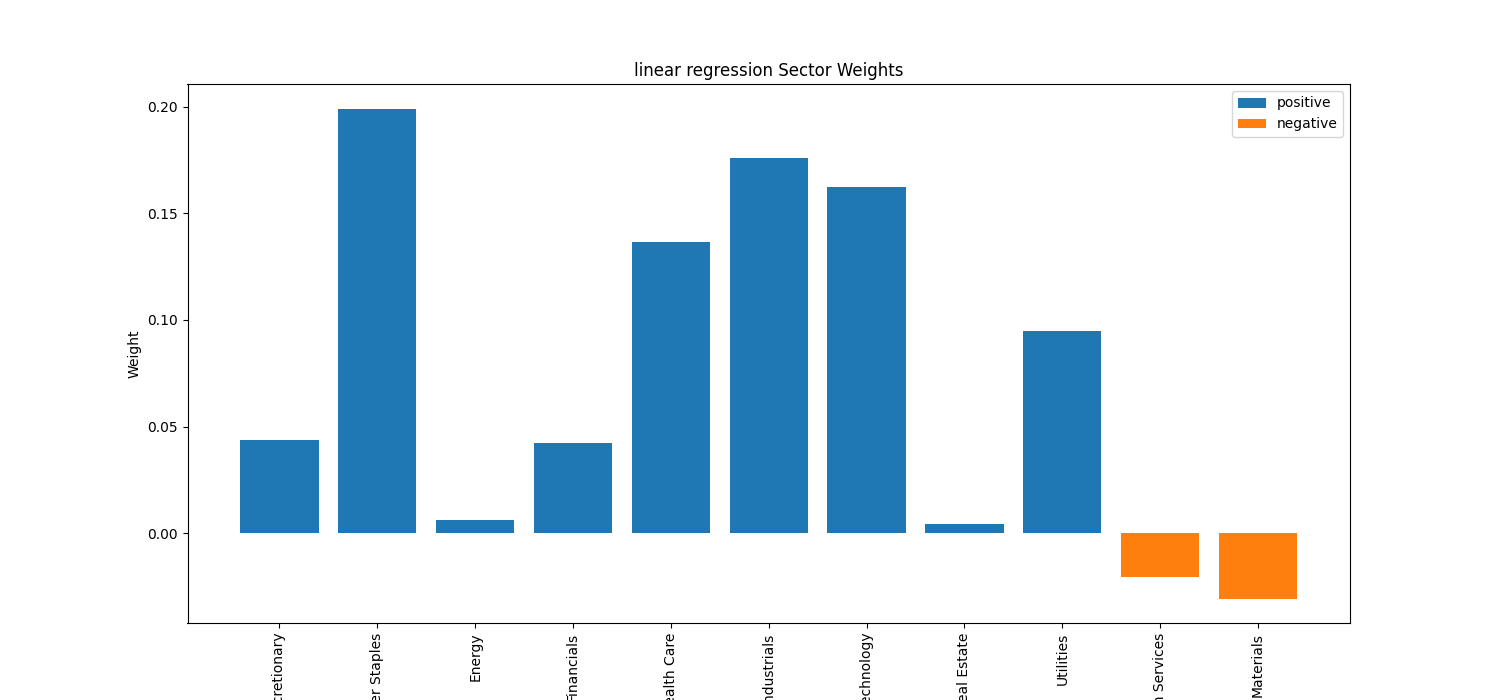 linear regression Sector Weights
positive
negative
0.20
0.15
0.10
0.05
0.00
Weight
cretionary
er Staples
Energy
Financials
ealth Care
ndustrials
echnology
eal Estate
Utilities
n Services
Materials